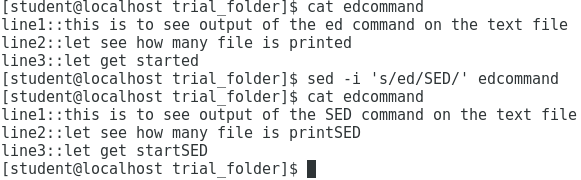 [student@localhost trial_folder]$ cat edcommand
line1::this is to see output of the ed command on the text file
line2::let see how many file is printed
line3::let get started
[student@localhost trial_folder]$ sed -i 's/ed/SED/' edcommand
[student@localhost trial_folder]$ cat edcommand
line1::this is to see output of the SED command on the text file
line2::let see how many file is printSED
line3::let get startSED
[student@localhost trial_folder]$